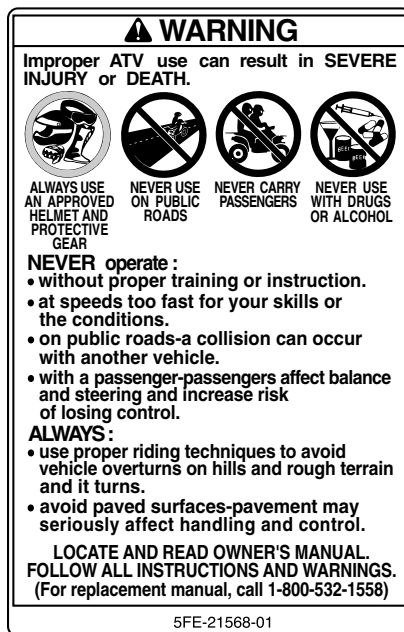 WARNING
Improper ATV use can result in SEVERE
INJURY or DEATH.
ALWAYS USE
AN APPROVED
HELMET AND
PROTECTIVE
GEAR
NEVER USE
ON PUBLIC
ROADS
NEVER CARRY
PASSENGERS
NEVER USE
WITH DRUGS
OR ALCOHOL
BEER
BEER
NEVER operate :
• without proper training or instruction.
• at speeds too fast for your skills or
the conditions.
• on public roads-a collision can occur
with another vehicle.
• with a passenger-passengers affect balance
and steering and increase risk
of losing control.
ALWAYS :
• use proper riding techniques to avoid
vehicle overturns on hills and rough terrain
and it turns.
• avoid paved surfaces-pavement may
seriously affect handling and control.
LOCATE AND READ OWNER'S MANUAL.
FOLLOW ALL INSTRUCTIONS AND WARNINGS.
(For replacement manual, call 1-800-532-1558)
5FE-21568-01